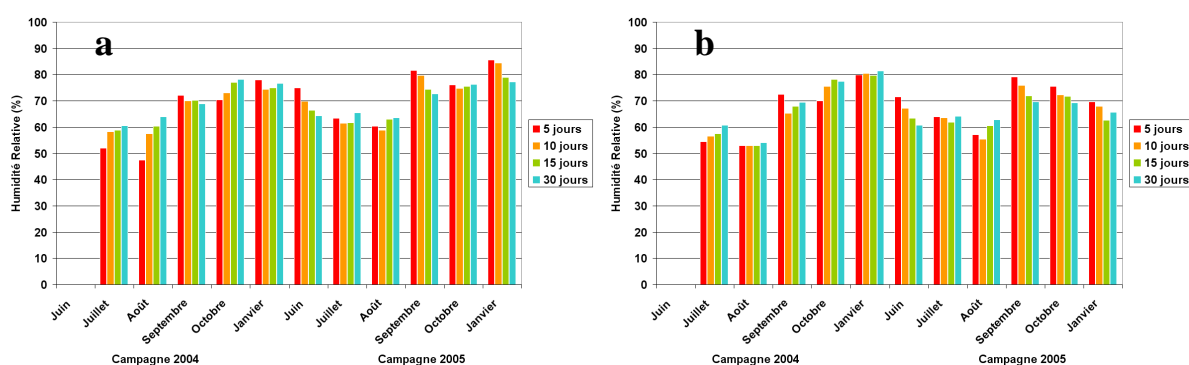 a
Humidité Relative (%)
100
90
80
70
60
50
40
30
20
10
0
Juin
Juillet
Août
Septembre
Octobre
Janvier
Juin
Juillet
Août
Septembre
Octobre
Janvier
Campagne 2004
Campagne 2005
5 jours
10 jours
15 jours
30 jours
b
Humidité Relative (%)
100
90
80
70
60
50
40
30
20
10
0
Juin
Juillet
Août
Septembre
Octobre
Janvier
Juin
Juillet
Août
Septembre
Octobre
Janvier
Campagne 2004
Campagne 2005
5 jours
10 jours
15 jours
30 jours